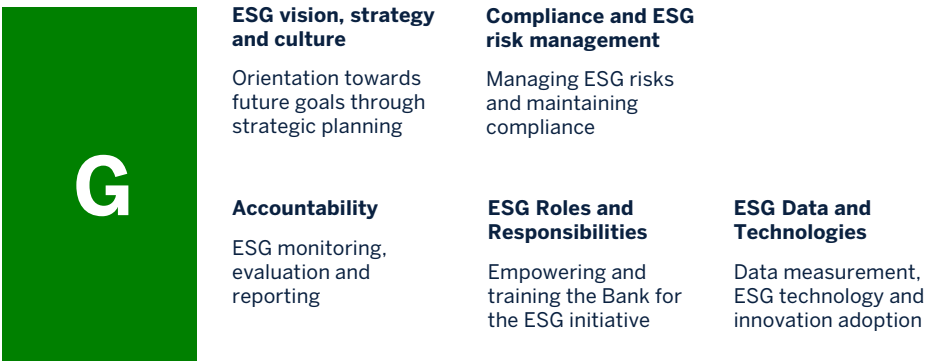 G
ESG vision, strategy
and culture
Orientation towards
future goals through
strategic planning
Compliance and ESG
risk management
Managing ESG risks
and maintaining
compliance
Accountability
ESG monitoring,
evaluation and
reporting
ESG Roles and
Responsibilities
Empowering and
training the Bank for
the ESG initiative
ESG Data and
Technologies
Data measurement,
ESG technology and
innovation adoption